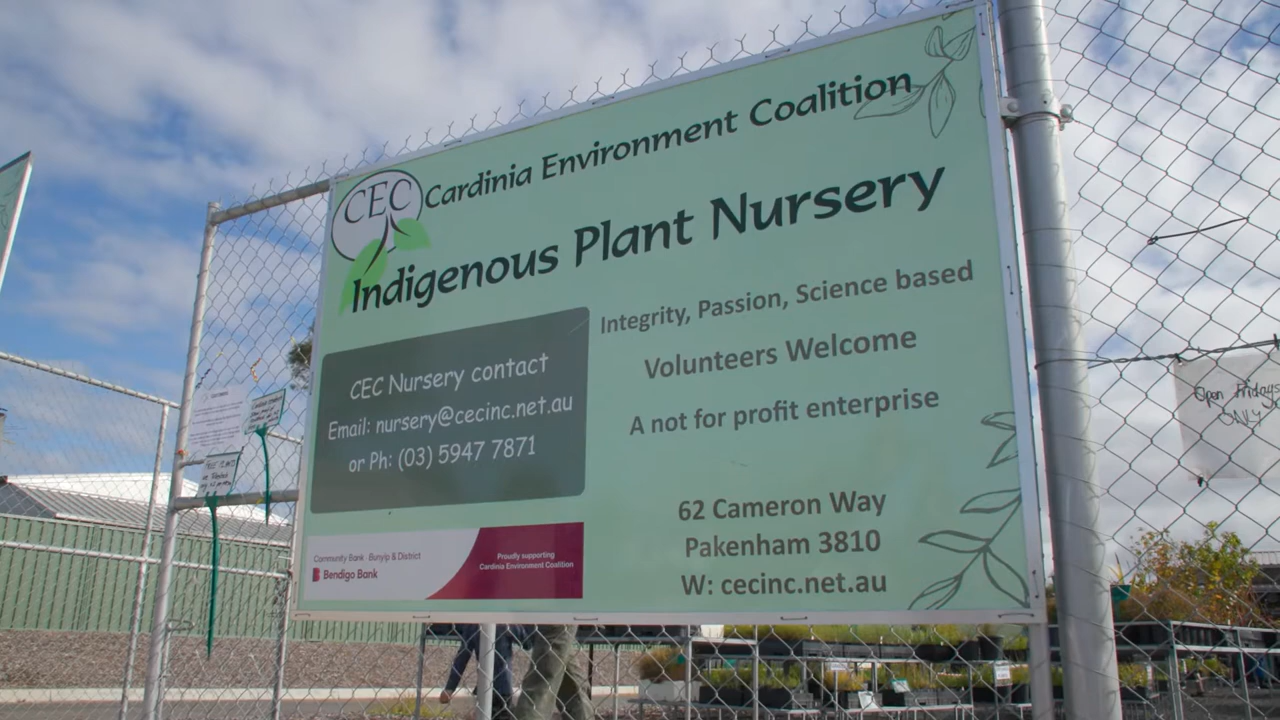 CEC
Cardinia Environment Coalition
Indigenous Plant Nursery
Integrity, Passion, Science based
Volunteers Welcome
A not for profit enterprise
CEC Nursery contact
Email: nursery@cecinc.net.au
or Ph: (03) 5947 7871
Community Bank · Bunyip & District
Bendigo Bank
Proudly supporting
Cardinia Environment Coalition
62 Cameron Way
Pakenham 3810
W: cecinc.net.au
Open Fridays
ONLY